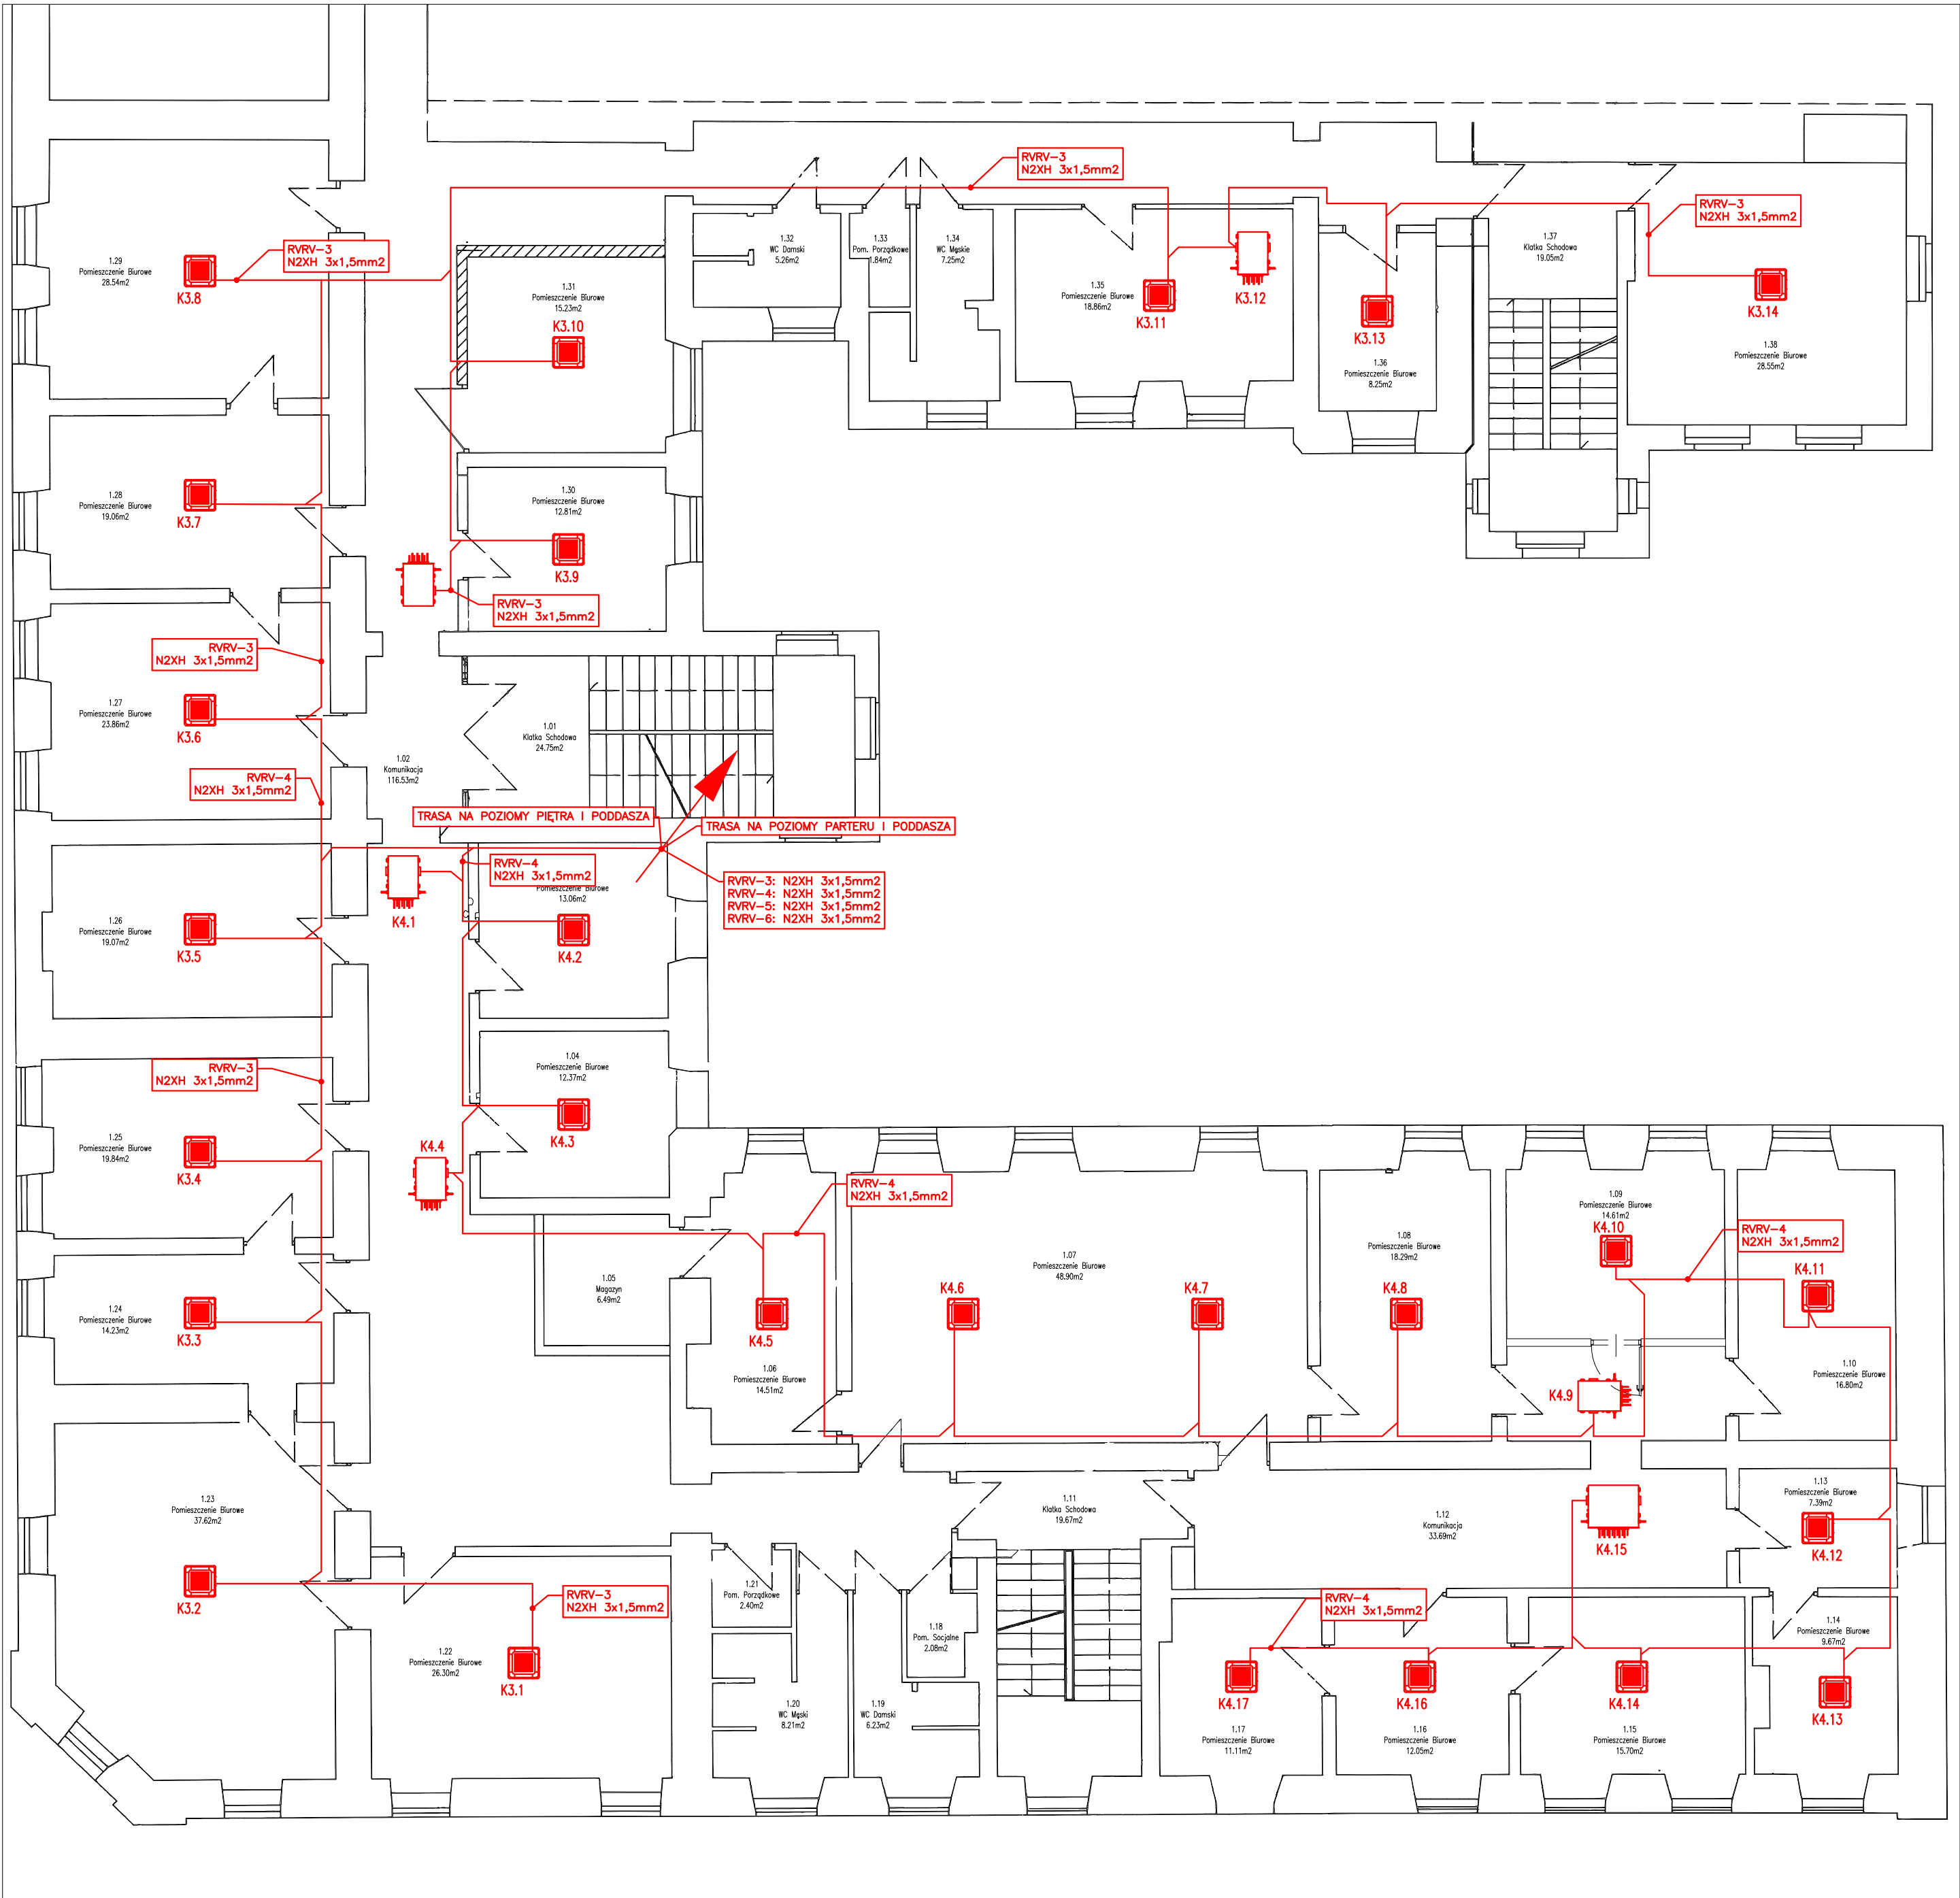 RVRV-3
N2XH 3x1,5mm2
RVRV-3
N2XH 3x1,5mm2
1.29
Pomieszczenie Biurowe
28.54m2
K3.8
RVRV-3
N2XH 3x1,5mm2
1.31
Pomieszczenie Biurowe
15.23m2
K3.10
1.32
WC Damski
5.26m2
1.33
Pom. Porządkowe
1.84m2
1.34
WC Męskie
7.25m2
1.35
Pomieszczenie Biurowe
18.86m2
K3.11
K3.12
K3.13
1.36
Pomieszczenie Biurowe
8.25m2
1.37
Klatka Schodowa
19.05m2
K3.14
1.38
Pomieszczenie Biurowe
28.55m2
1.28
Pomieszczenie Biurowe
19.06m2
K3.7
1.30
Pomieszczenie Biurowe
12.81m2
K3.9
RVRV-3
N2XH 3x1,5mm2
RVRV-3
N2XH 3x1,5mm2
1.27
Pomieszczenie Biurowe
23.86m2
K3.6
1.02
Komunikacja
116.53m2
1.01
Klatka Schodowa
24.75m2
RVRV-4
N2XH 3x1,5mm2
TRASA NA POZIOMY PIĘTRA I PODDASZA
TRASA NA POZIOMY PARTERU I PODDASZA
RVRV-4
N2XH 3x1,5mm2
Pomieszczenie Biurowe
13.06m2
RVRV-3: N2XH 3x1,5mm2
RVRV-4: N2XH 3x1,5mm2
RVRV-5: N2XH 3x1,5mm2
RVRV-6: N2XH 3x1,5mm2
1.26
Pomieszczenie Biurowe
19.07m2
K3.5
K4.1
K4.2
RVRV-3
N2XH 3x1,5mm2
1.04
Pomieszczenie Biurowe
12.37m2
K4.3
1.25
Pomieszczenie Biurowe
19.84m2
K3.4
K4.4
RVRV-4
N2XH 3x1,5mm2
1.24
Pomieszczenie Biurowe
14.23m2
K3.3
1.05
Magazyn
6.49m2
K4.5
1.06
Pomieszczenie Biurowe
14.51m2
1.07
Pomieszczenie Biurowe
48.90m2
K4.6
K4.7
1.08
Pomieszczenie Biurowe
18.29m2
K4.8
1.09
Pomieszczenie Biurowe
14.61m2
K4.10
RVRV-4
N2XH 3x1,5mm2
K4.11
K4.9
1.10
Pomieszczenie Biurowe
16.80m2
1.23
Pomieszczenie Biurowe
37.62m2
K3.2
1.11
Klatka Schodowa
19.67m2
1.12
Komunikacja
33.69m2
K4.15
1.13
Pomieszczenie Biurowe
7.39m2
K4.12
RVRV-3
N2XH 3x1,5mm2
1.22
Pomieszczenie Biurowe
26.30m2
K3.1
1.21
Pom. Porządkowe
2.40m2
1.18
Pom. Socjalne
2.08m2
1.20
WC Męski
8.21m2
1.19
WC Damski
6.23m2
RVRV-4
N2XH 3x1,5mm2
1.14
Pomieszczenie Biurowe
9.67m2
K4.17
K4.16
K4.14
K4.13
1.17
Pomieszczenie Biurowe
11.11m2
1.16
Pomieszczenie Biurowe
12.05m2
1.15
Pomieszczenie Biurowe
15.70m2